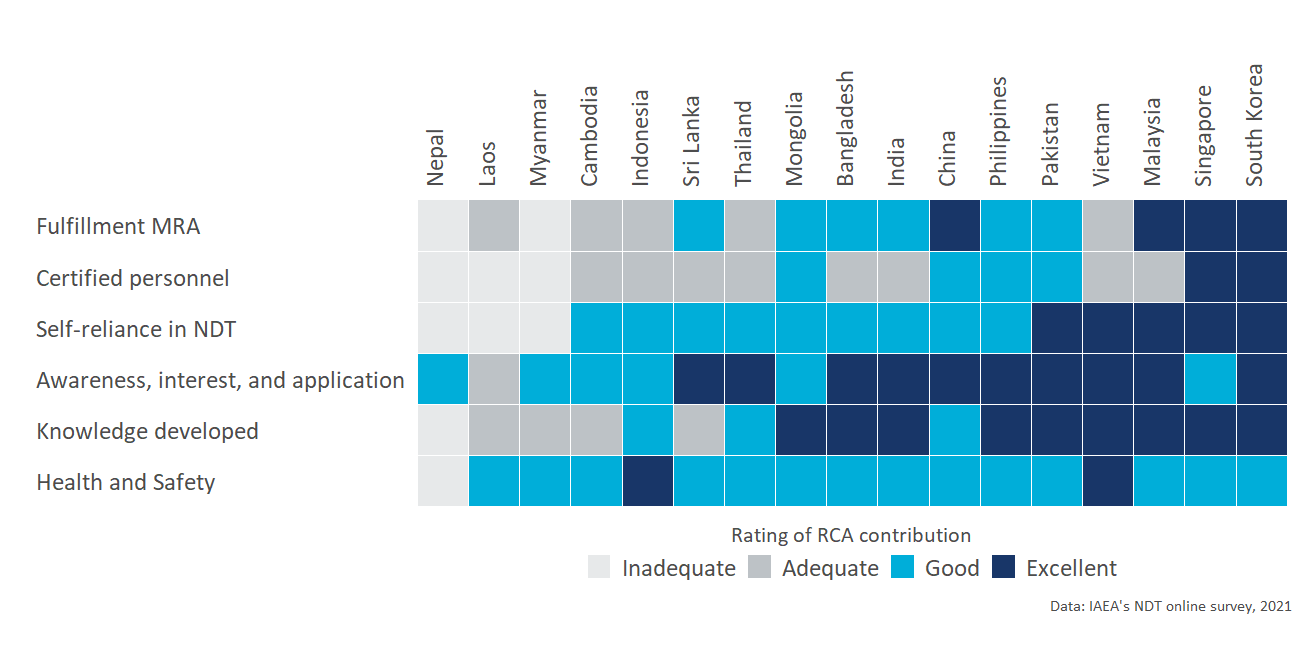 Nepal
Laos
Myanmar
Cambodia
Indonesia
Sri Lanka
Thailand
Mongolia
Bangladesh
India
China
Philippines
Pakistan
Vietnam
Malaysia
Singapore
South Korea
Fulfillment MRA
Certified personnel
Self-reliance in NDT
Awareness, interest, and application
Knowledge developed
Health and Safety
Rating of RCA contribution
Inadequate Adequate Good Excellent
Data: IAEA's NDT online survey, 2021